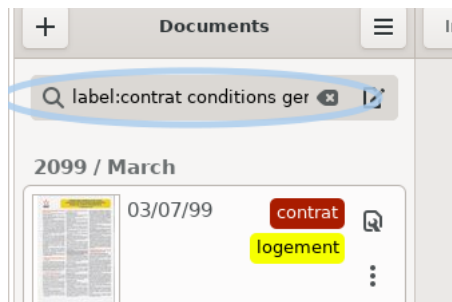 Documents
label:contrat conditions ger
2099 / March
03/07/99
contrat
logement